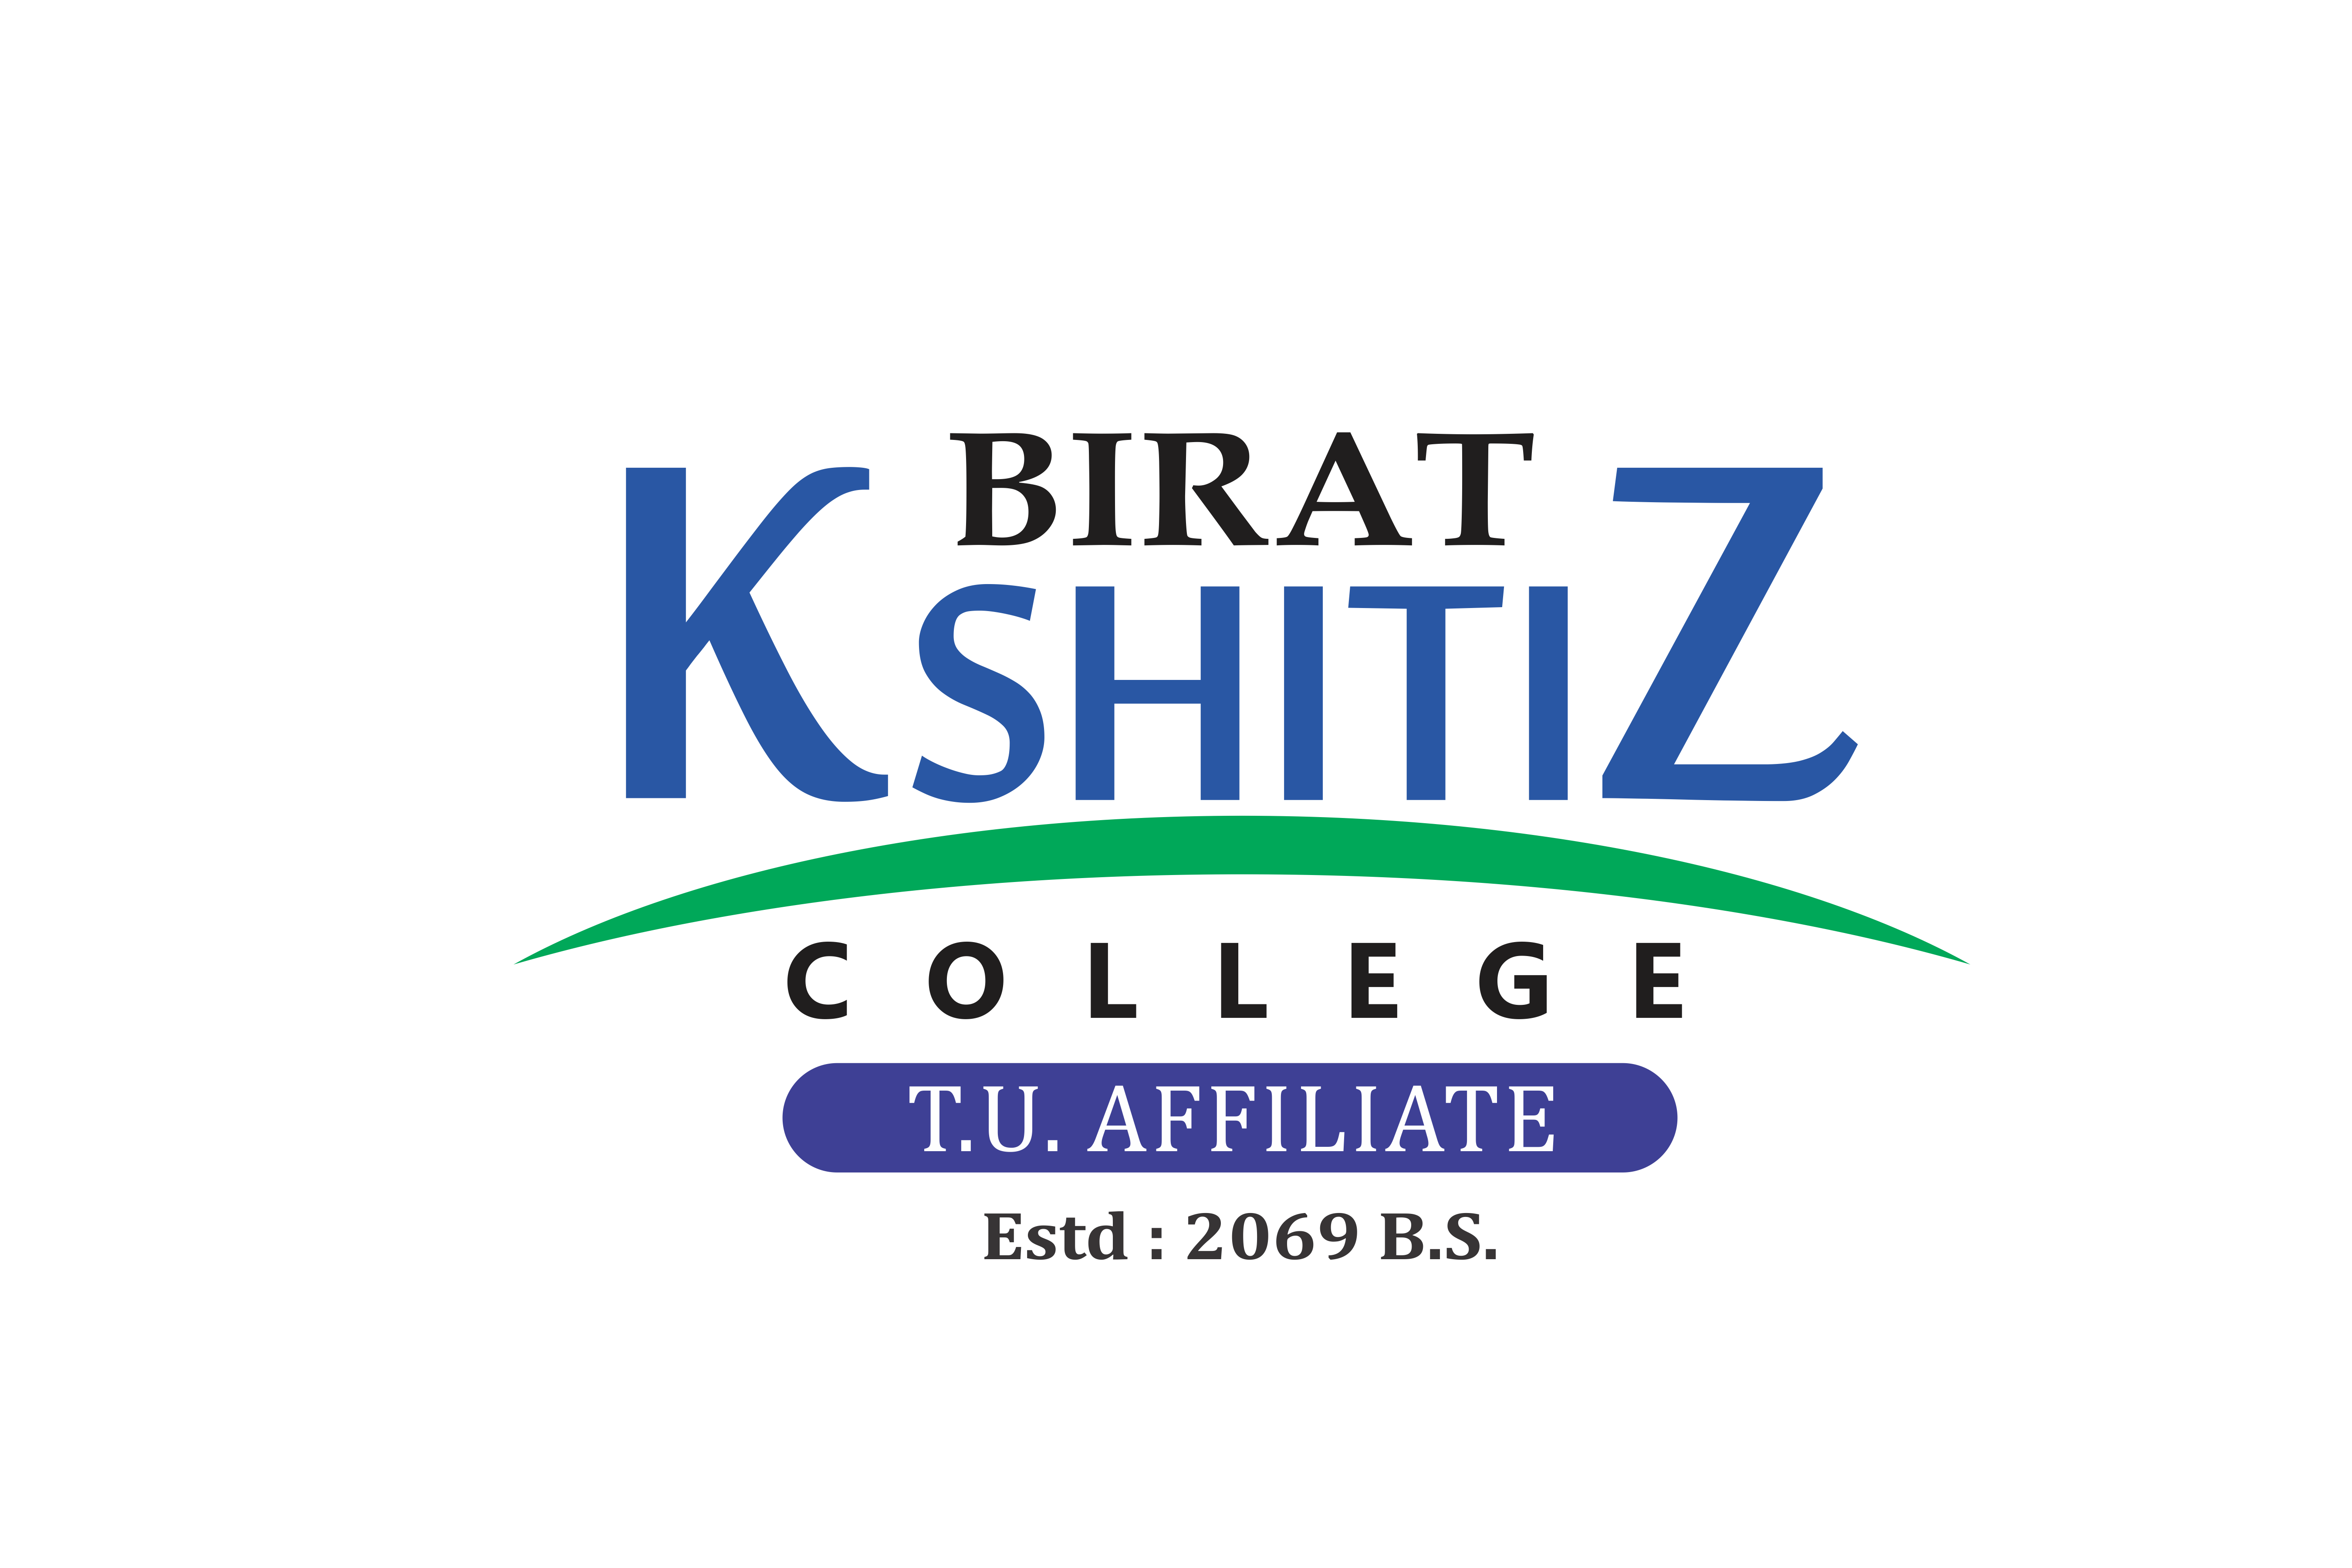 BIRAT
KSHITIZ
COLLEGE
T.U. AFFILIATE
Estd : 2069 B.S.